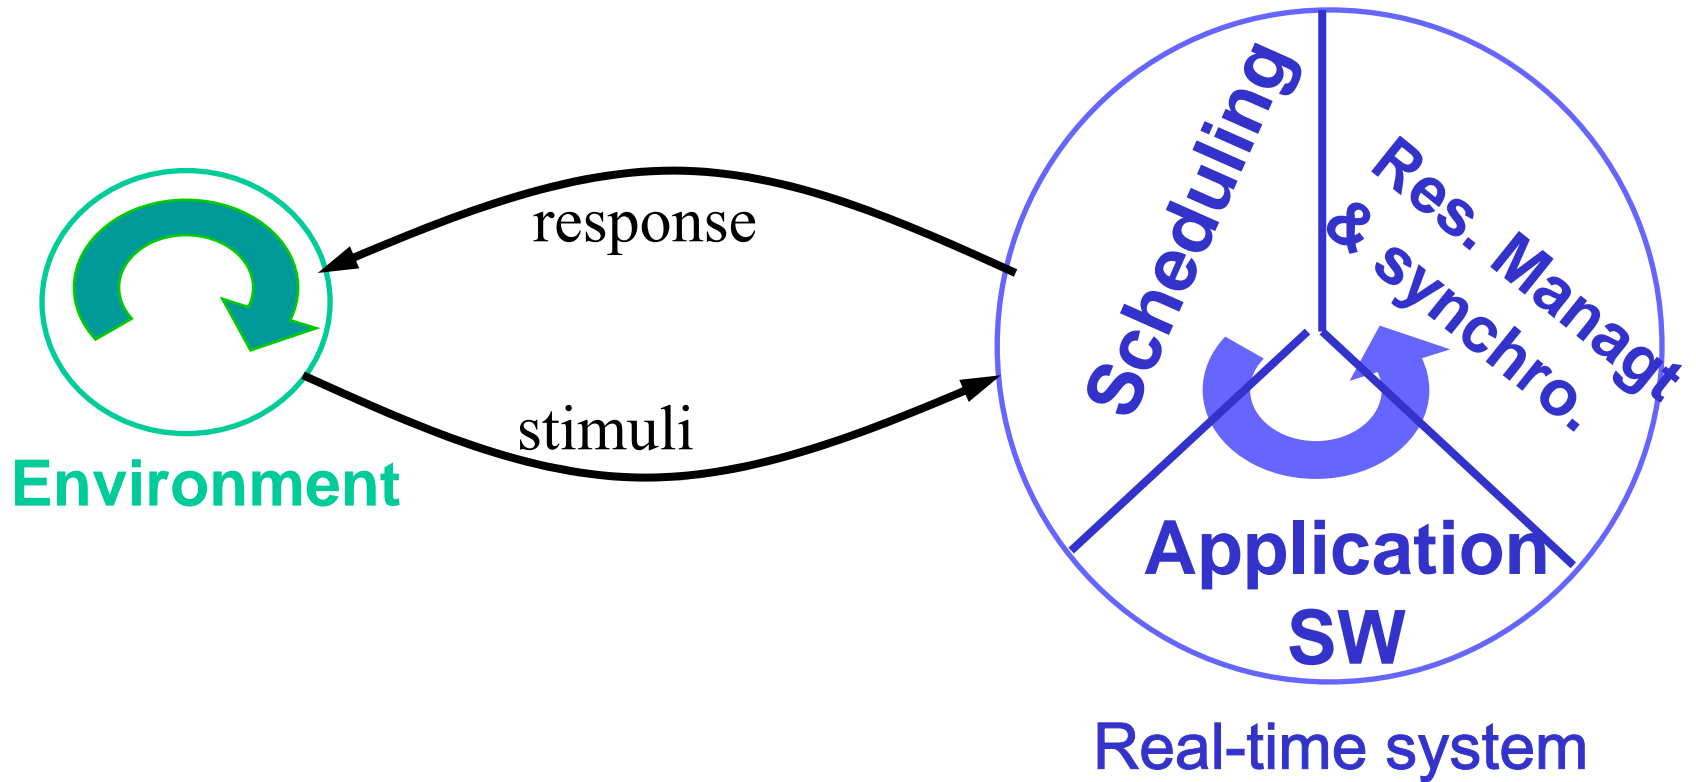 Scheduling
Res. Managt
& synchro.
response
stimuli
Environment
Application
SW
Real-time system